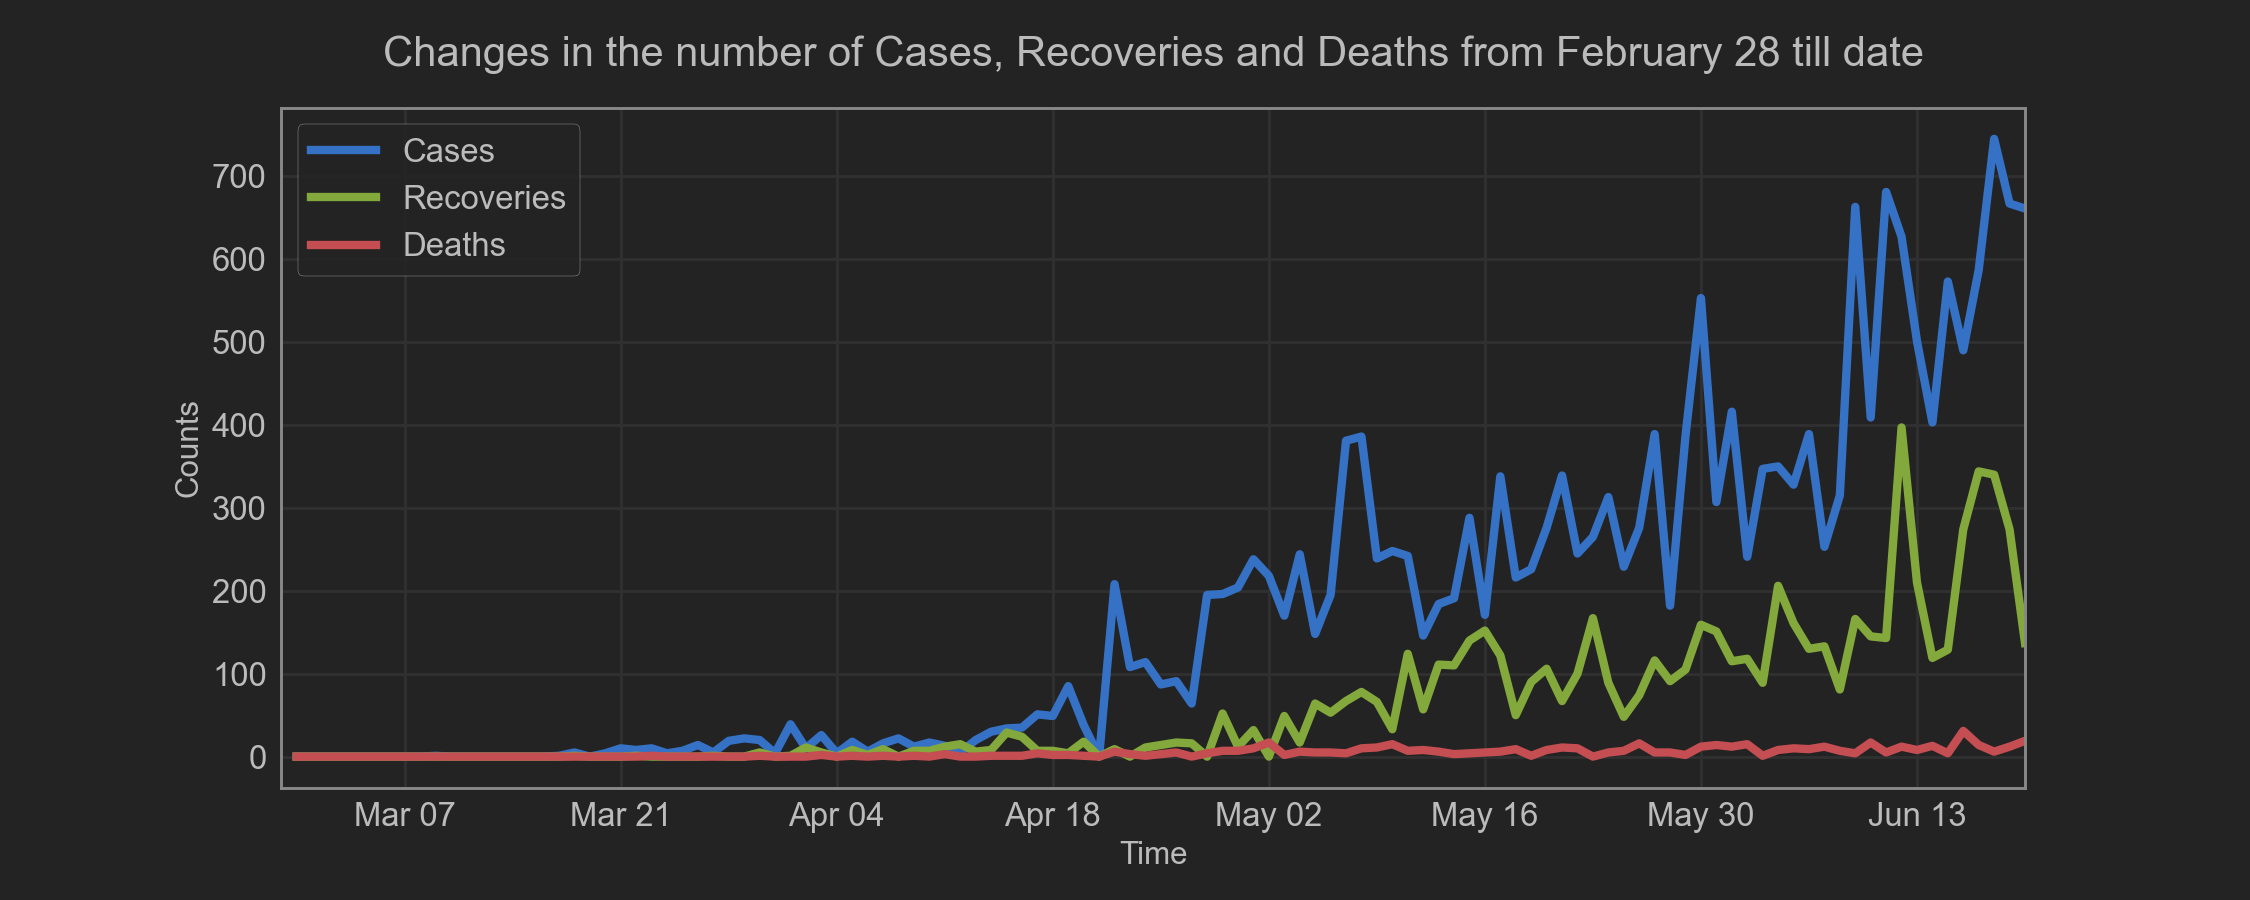 Changes in the number of Cases, Recoveries and Deaths from February 28 till date
Cases
Recoveries
Deaths
700
600
500
400
300
200
100
0
Counts
Mar 07 Mar 21 Apr 04 Apr 18 May 02 May 16 May 30 Jun 13
Time